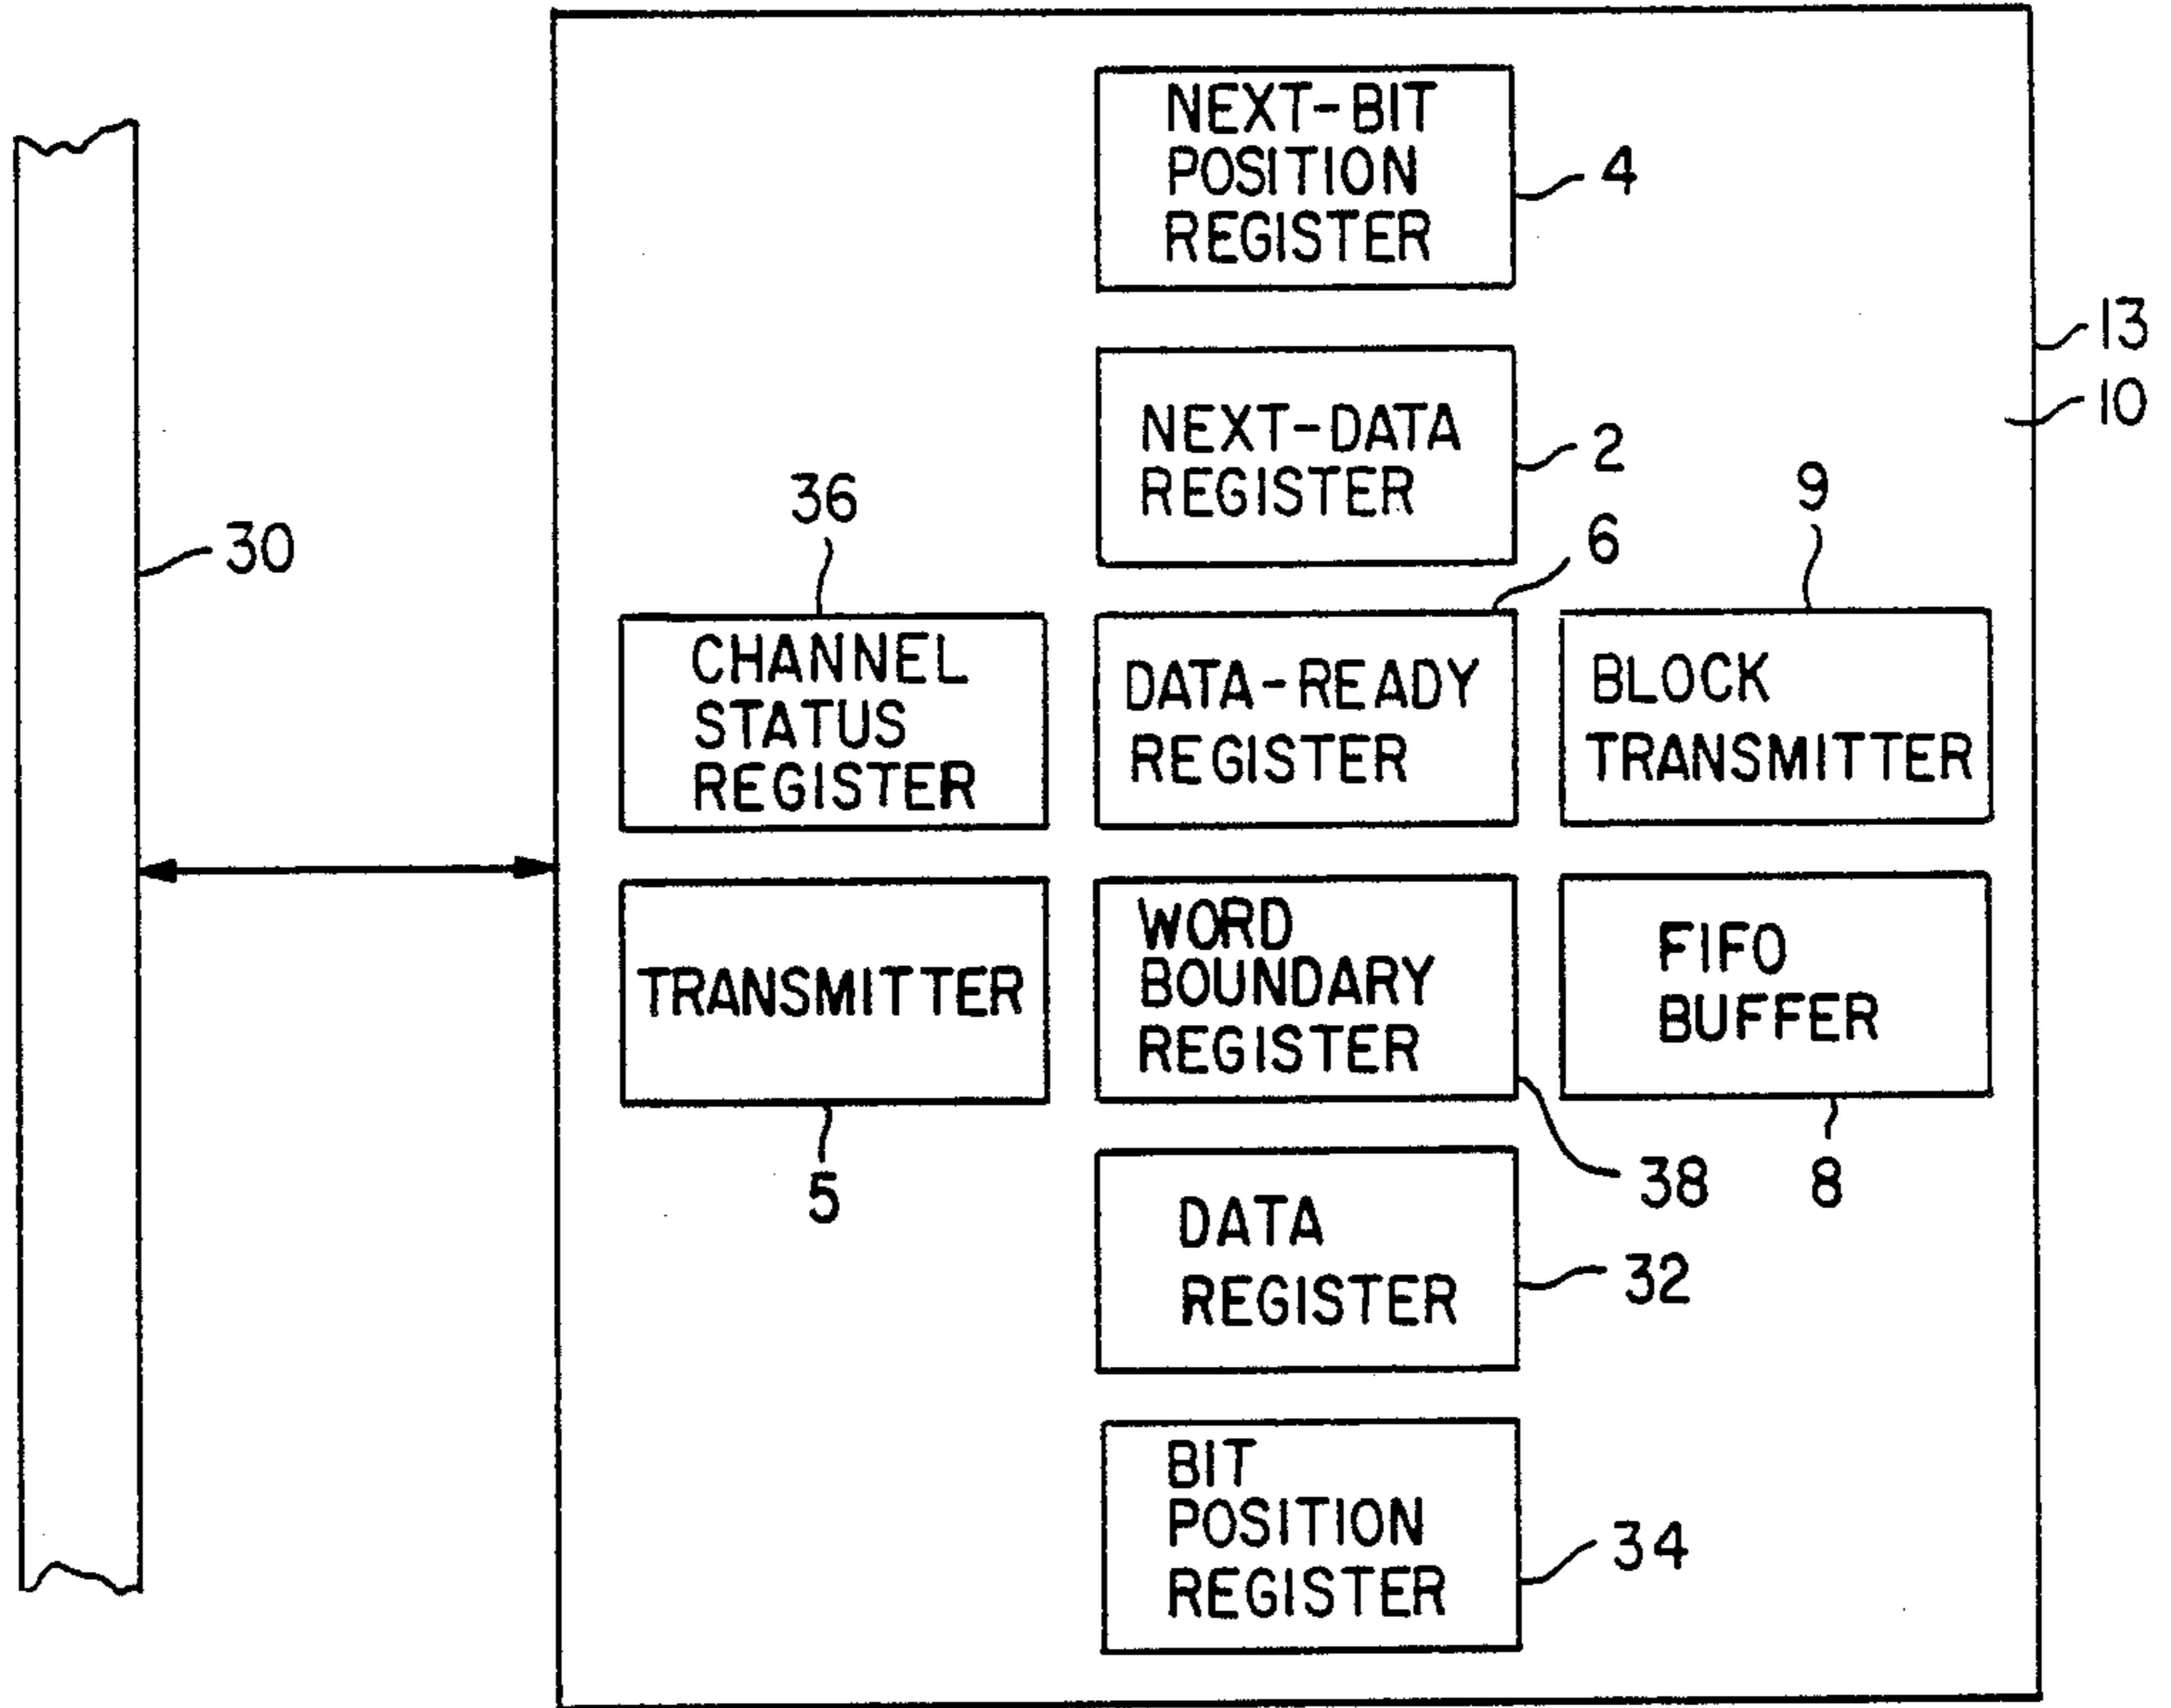 NEXT-BIT
POSITION
REGISTER
4
13
NEXT-DATA
REGISTER
2
10
36
6
9
30
CHANNEL
STATUS
REGISTER
DATA-READY
REGISTER
BLOCK
TRANSMITTER
TRANSMITTER
WORD
BOUNDARY
REGISTER
FIFO
BUFFER
5
38
8
DATA
REGISTER
32
BIT
POSITION
REGISTER
34